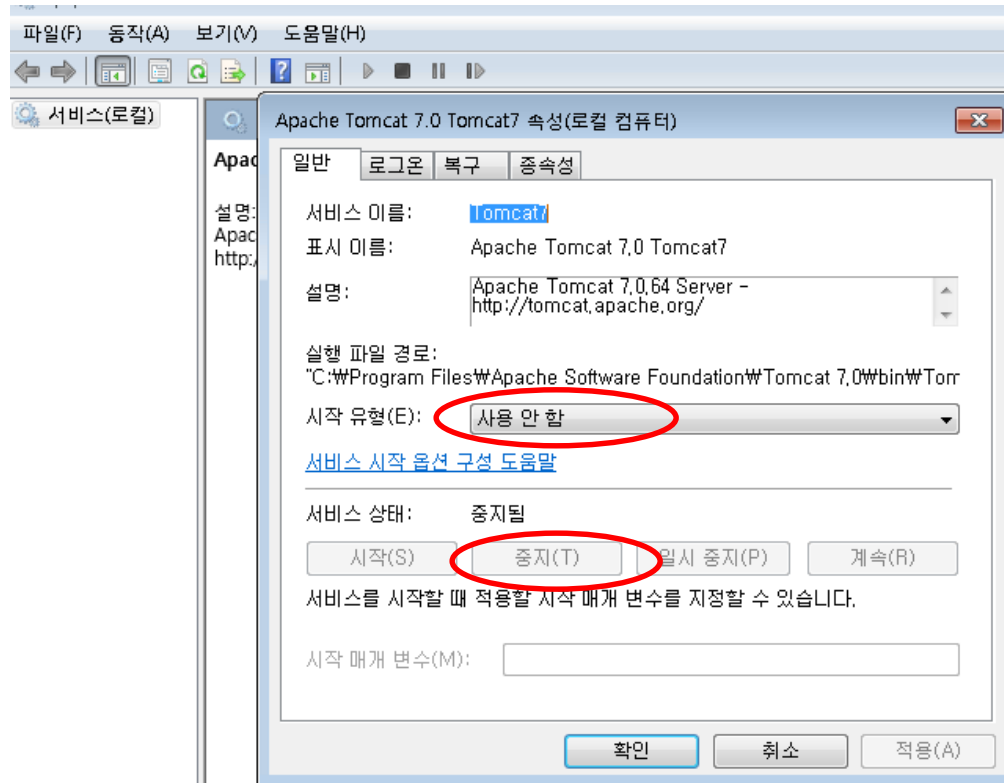 파일(F) 동작(A) 보기(V) 도움말(H)
서비스(로컬)
Apac
설명:
Apac
http:/
Apache Tomcat 7.0 Tomcat7 속성(로컬 컴퓨터)
일반 로그온 복구 종속성
서비스 이름: Tomcat7
표시 이름: Apache Tomcat 7.0 Tomcat7
설명: Apache Tomcat 7.0.64 Server -
http://tomcat.apache.org/
실행 파일 경로:
"C:₩Program Files₩Apache Software Foundation₩Tomcat 7.0₩bin₩Tom
시작 유형(E): 사용 안 함
서비스 시작 옵션 구성 도움말
서비스 상태: 중지됨
시작(S) 중지(T) 일시 중지(P) 계속(R)
서비스를 시작할 때 적용할 시작 매개 변수를 지정할 수 있습니다.
시작 매개 변수(M):
확인 취소 적용(A)